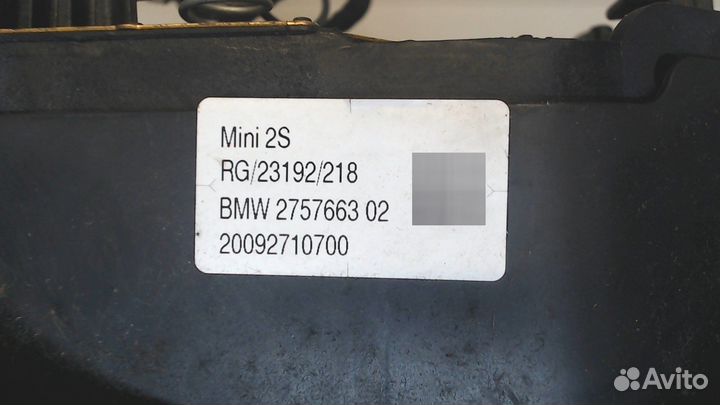 Mini 2S
RG/23192/218
BMW 2757663 02
20092710700
Avito